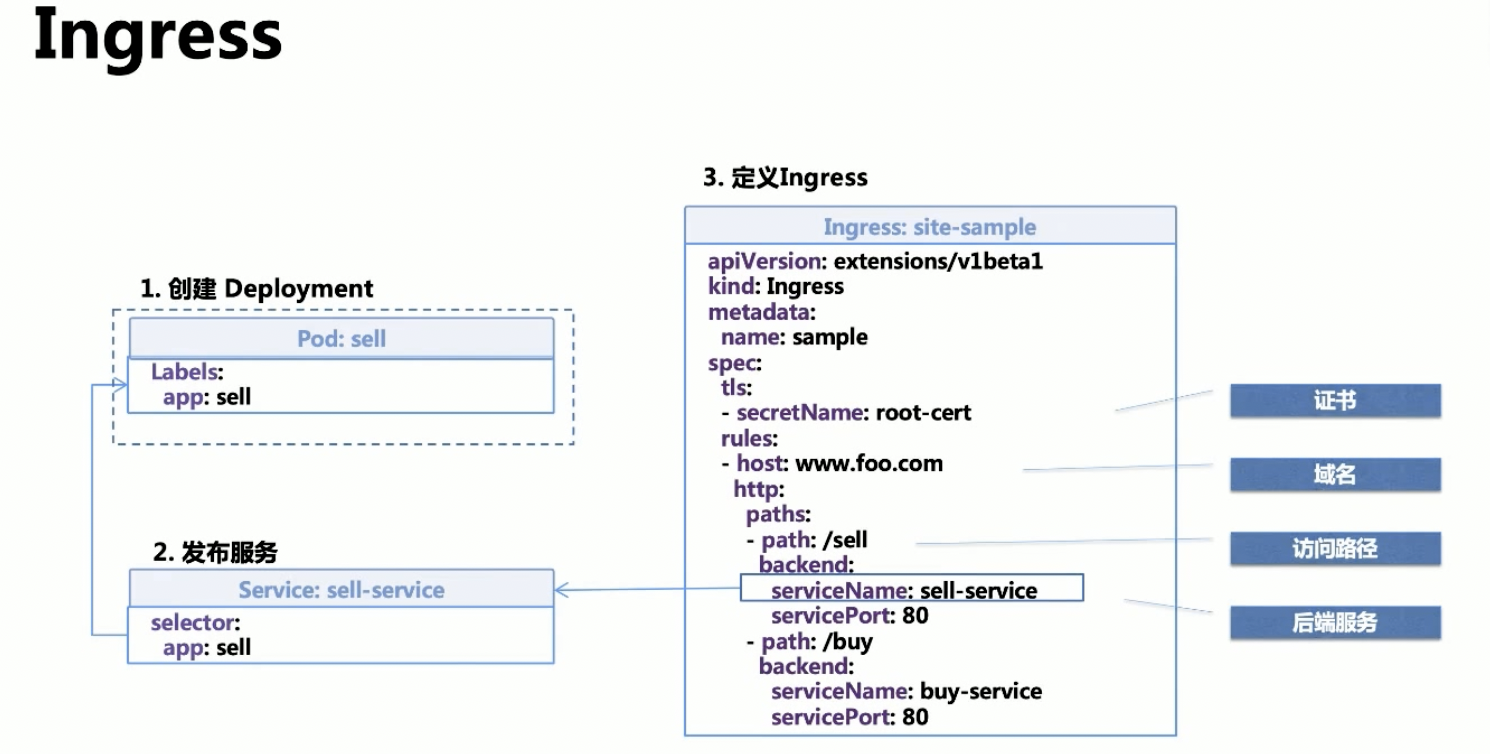 Ingress
1. 创建 Deployment
Pod: sell
Labels:
app: sell
2. 发布服务
Service: sell-service
selector:
app: sell
3. 定义Ingress
Ingress: site-sample
apiVersion: extensions/v1beta1
kind: Ingress
metadata:
name: sample
spec:
tls:
- secretName: root-cert
rules:
- host: www.foo.com
http:
paths:
- path: /sell
backend:
serviceName: sell-service
servicePort: 80
- path: /buy
backend:
serviceName: buy-service
servicePort: 80
证书
域名
访问路径
后端服务